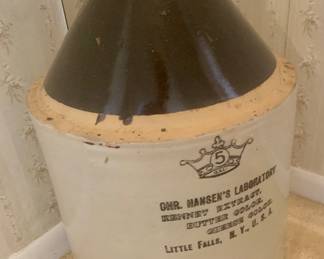 5
CHR. HANSEN'S LABORATORY
RENNET EXTRACT,
BUTTER COLOR,
CHEESE COLOR,
LITTLE FALLS, N. Y., U. S. A